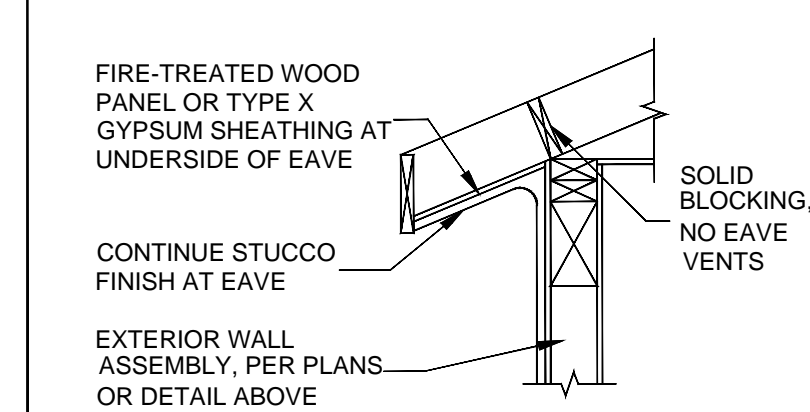 FIRE-TREATED WOOD
PANEL OR TYPE X
GYPSUM SHEATHING AT
UNDERSIDE OF EAVE
SOLID
BLOCKING,
NO EAVE
VENTS
CONTINUE STUCCO
FINISH AT EAVE
EXTERIOR WALL
ASSEMBLY, PER PLANS
OR DETAIL ABOVE